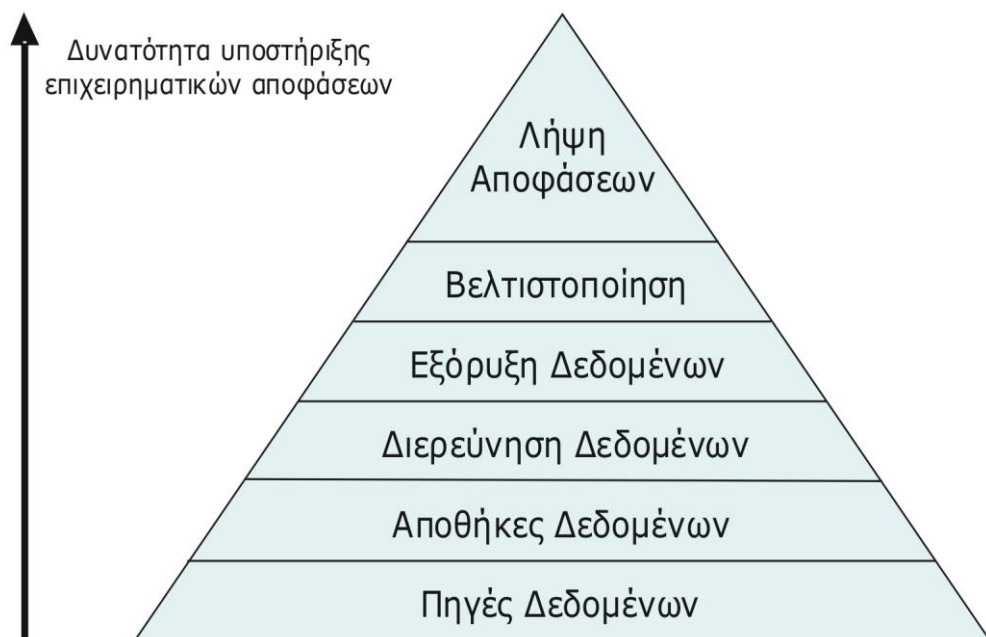 Δυνατότητα υποστήριξης
επιχειρηματικών αποφάσεων
Λήψη
Αποφάσεων
Βελτιστοποίηση
Εξόρυξη Δεδομένων
Διερεύνηση Δεδομένων
Αποθήκες Δεδομένων
Πηγές Δεδομένων